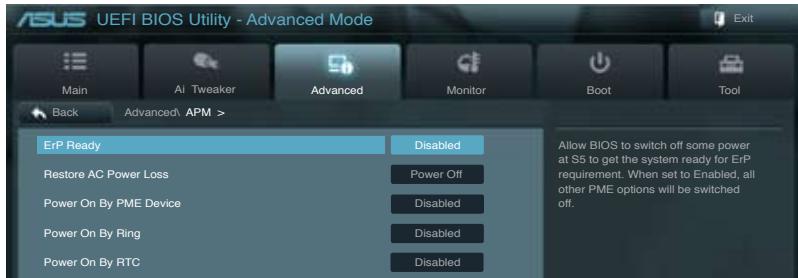 ASUS UEFI BIOS Utility - Advanced Mode
Exit
Main
Ai Tweaker
Advanced
Monitor
Boot
Tool
Back
Advanced\ APM >
ErP Ready Disabled
Restore AC Power Loss Power Off
Power On By PME Device Disabled
Power On By Ring Disabled
Power On By RTC Disabled
Allow BIOS to switch off some power
at S5 to get the system ready for ErP
requirement. When set to Enabled, all
other PME options will be switched
off.